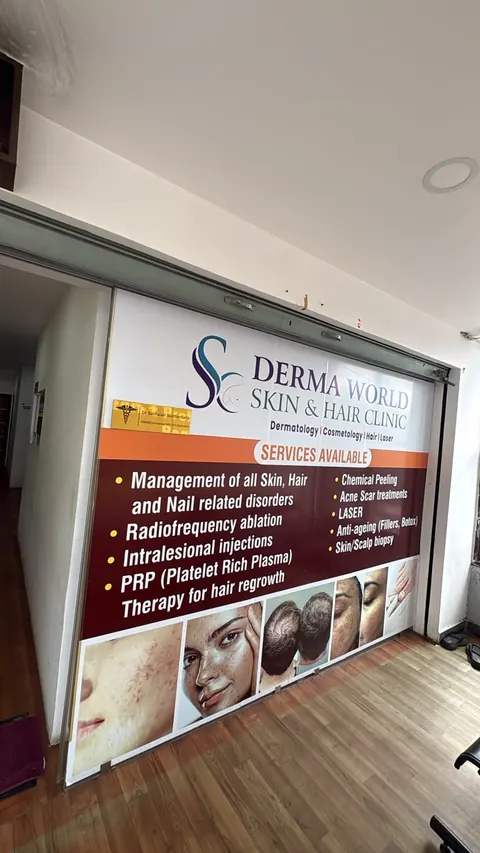 DERMA WORLD
SKIN & HAIR CLINIC
Dermatology | Cosmetology | Hair | Laser
SERVICES AVAILABLE
• Management of all Skin, Hair
and Nail related disorders
• Radiofrequency ablation
• Intralesional injections
• PRP (Platelet Rich Plasma)
Therapy for hair regrowth
• Chemical Peeling
• Acne Scar treatments
• LASER
• Anti-ageing (Fillers, Botox)
• Skin/Scalp biopsy